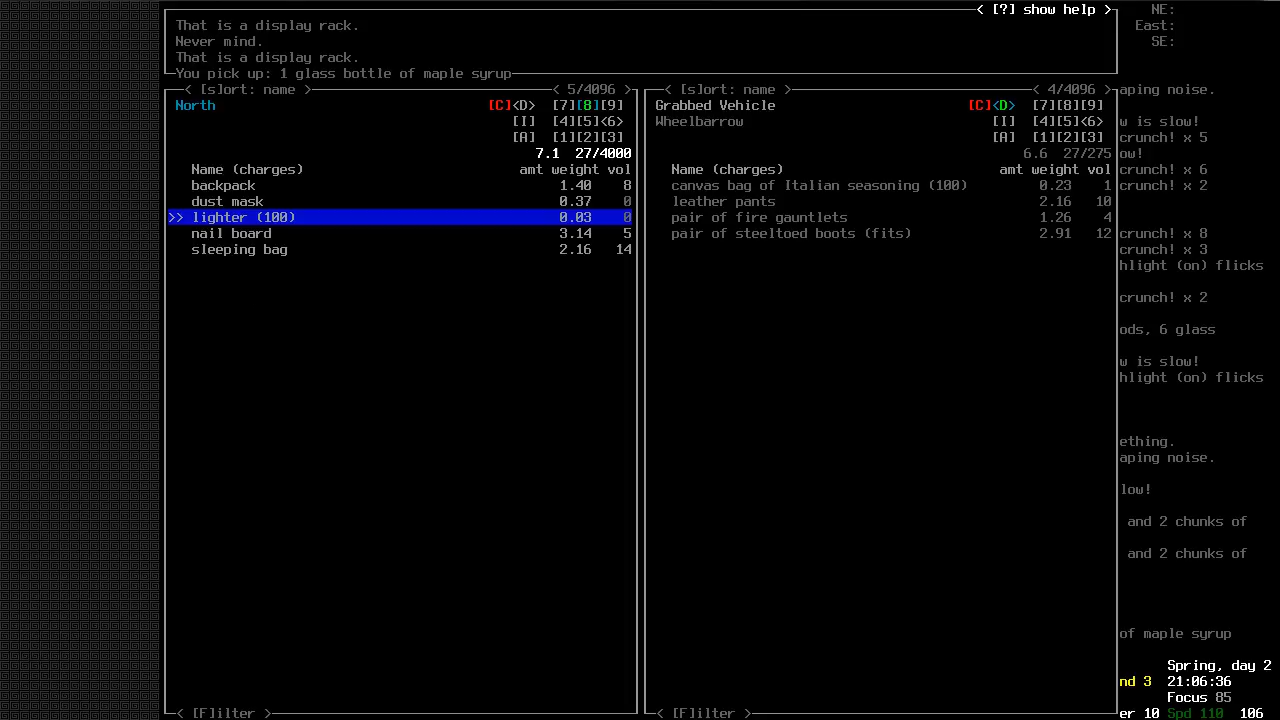 < [?] show help >
That is a display rack.
Never mind.
That is a display rack.
You pick up: 1 glass bottle of maple syrup
NE:
East:
SE:
< [s]ort: name > < 5/4096 >
North [C]<D> [7][8][9]
[I] [4][5]<6>
[A] [1][2][3]
7.1 27/4000
Name (charges) amt weight vol
backpack 1.40 8
dust mask 0.37 0
>> lighter (100) 0.03 0
nail board 3.14 5
sleeping bag 2.16 14
< [F]ilter >
< [s]ort: name > < 4/4096 >
Grabbed Vehicle [C]<D> [7][8][9]
Wheelbarrow [I] [4][5]<6>
[A] [1][2][3]
6.6 27/275
Name (charges) amt weight vol
canvas bag of Italian seasoning (100) 0.23 1
leather pants 2.16 10
pair of fire gauntlets 1.26 4
pair of steeltoed boots (fits) 2.91 12
< [F]ilter >
aping noise.
w is slow!
crunch! x 5
ow!
crunch! x 6
crunch! x 2
crunch! x 8
crunch! x 3
hlight (on) flicks
crunch! x 2
ods, 6 glass
w is slow!
hlight (on) flicks
ething.
aping noise.
low!
and 2 chunks of
and 2 chunks of
of maple syrup
Spring, day 2
nd 3 21:06:36
Focus 85
er 10 Spd 110 106